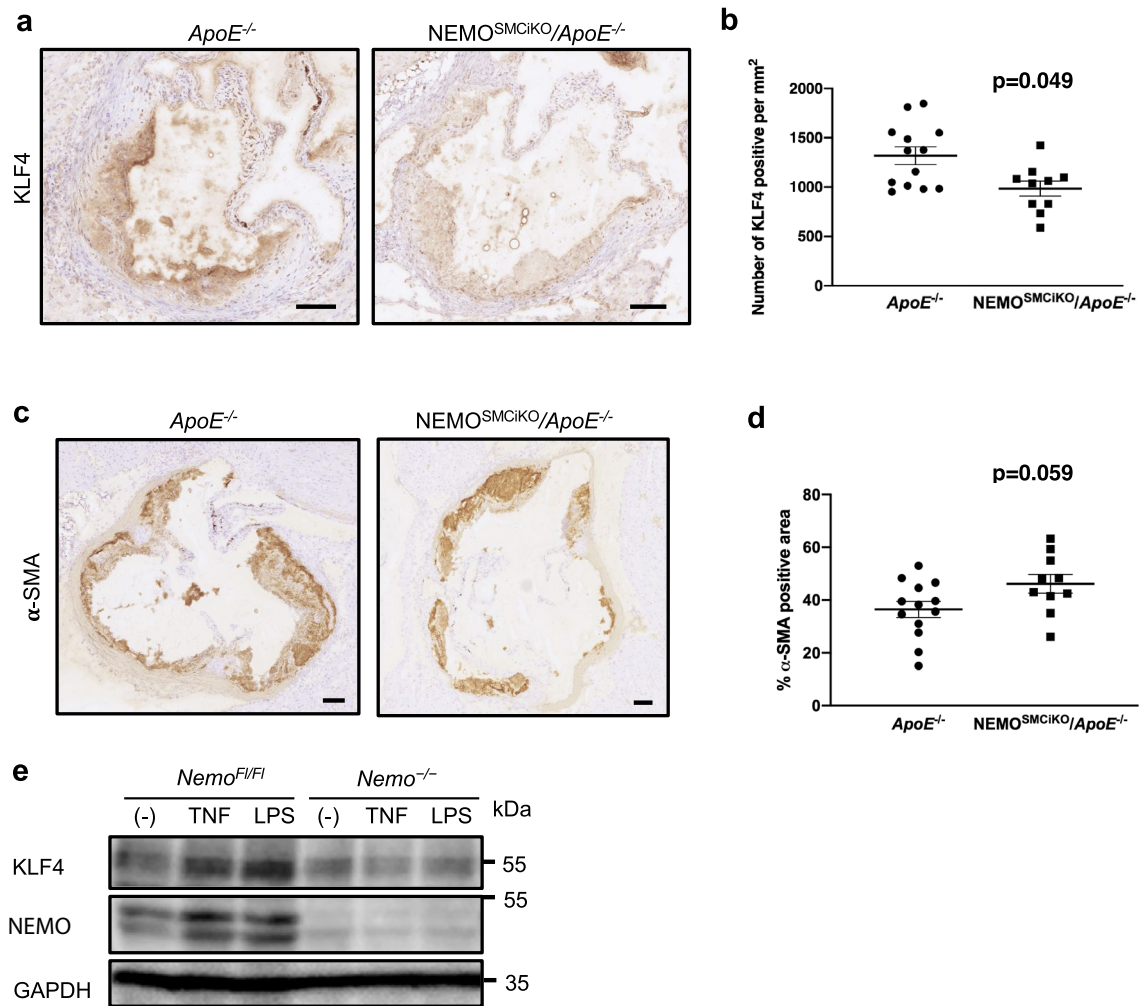 a
ApoE-/-
NEMOSMCiKO/ApoE-/-
KLF4
b
p=0.049
Number of KLF4 positive per mm2
2000
1500
1000
500
0
ApoE-/-
NEMOSMCiKO/ApoE-/-
c
ApoE-/-
NEMOSMCiKO/ApoE-/-
α-SMA
d
p=0.059
% α-SMA positive area
80
60
40
20
0
ApoE-/-
NEMOSMCiKO/ApoE-/-
e
NemoFl/Fl
Nemo–/–
(-) TNF LPS (-) TNF LPS kDa
KLF4
55
55
NEMO
GAPDH
35